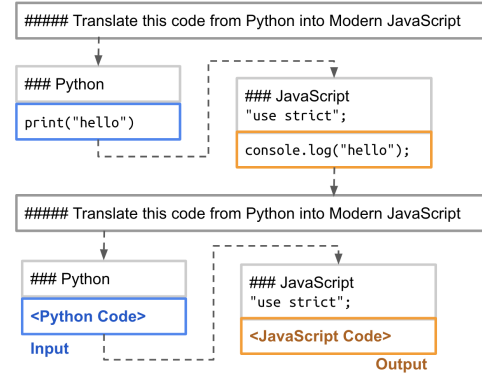 ##### Translate this code from Python into Modern JavaScript
### Python
print("hello")
### JavaScript
"use strict";
console.log("hello");
##### Translate this code from Python into Modern JavaScript
### Python
<Python Code>
Input
### JavaScript
"use strict";
<JavaScript Code>
Output